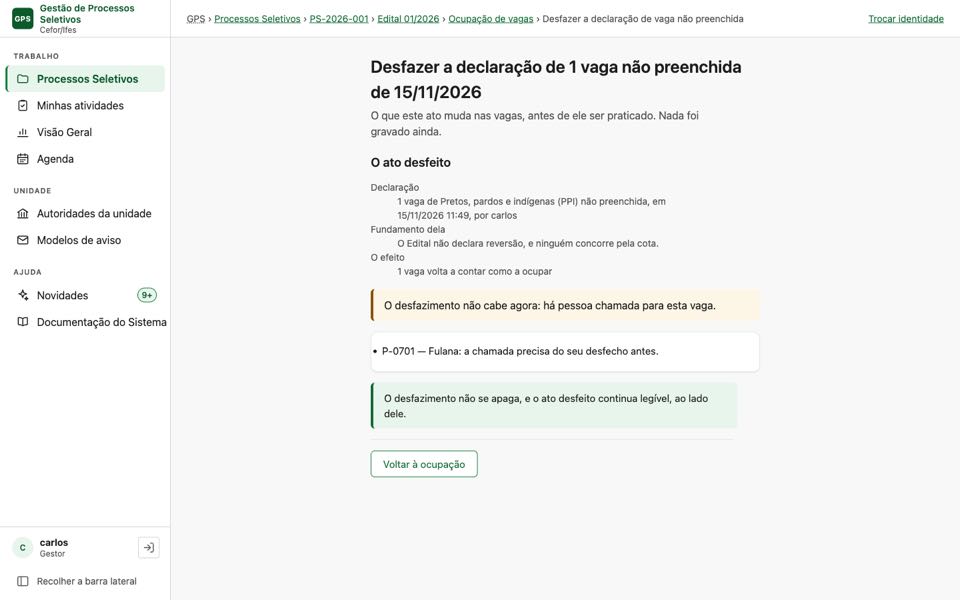 GPS
Gestão de Processos
Seletivos
Cefor/Ifes
GPS › Processos Seletivos › PS-2026-001 › Edital 01/2026 › Ocupação de vagas › Desfazer a declaração de vaga não preenchida
Trocar identidade
TRABALHO
Processos Seletivos
Minhas atividades
Visão Geral
Agenda
UNIDADE
Autoridades da unidade
Modelos de aviso
AJUDA
Novidades 9+
Documentação do Sistema
Desfazer a declaração de 1 vaga não preenchida
de 15/11/2026
O que este ato muda nas vagas, antes de ele ser praticado. Nada foi
gravado ainda.
O ato desfeito
Declaração
1 vaga de Pretos, pardos e indígenas (PPI) não preenchida, em
15/11/2026 11:49, por carlos
Fundamento dela
O Edital não declara reversão, e ninguém concorre pela cota.
O efeito
1 vaga volta a contar como a ocupar
O desfazimento não cabe agora: há pessoa chamada para esta vaga.
• P-0701 — Fulana: a chamada precisa do seu desfecho antes.
O desfazimento não se apaga, e o ato desfeito continua legível, ao lado
dele.
Voltar à ocupação
C
carlos
Gestor
Recolher a barra lateral